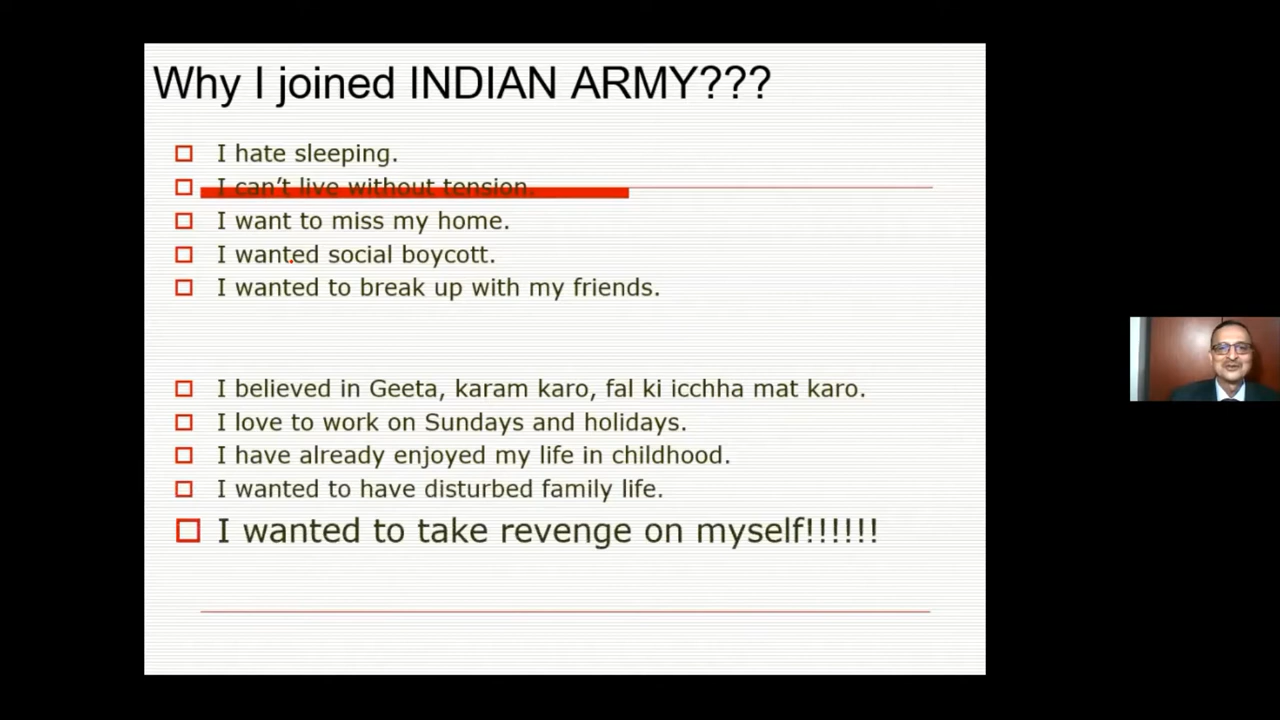 Why I joined INDIAN ARMY???
I hate sleeping.
I can't live without tension.
I want to miss my home.
I wanted social boycott.
I wanted to break up with my friends.
I believed in Geeta, karam karo, fal ki icchha mat karo.
I love to work on Sundays and holidays.
I have already enjoyed my life in childhood.
I wanted to have disturbed family life.
I wanted to take revenge on myself!!!!!!